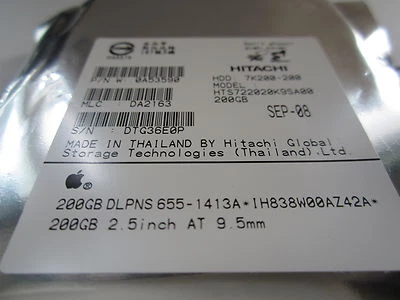 HITACHI
P/N W 0A53590
HDD 7K200-200
MODEL :
HTS722020K9SA00
MLC : DA2163
200GB
SEP-08
S/N : DTG36E0P
MADE IN THAILAND BY Hitachi Global
Storage Technologies (Thailand).Ltd.
200GB DLPNS 655-1413A*IH838W00AZ42A*
200GB 2.5inch AT 9.5mm